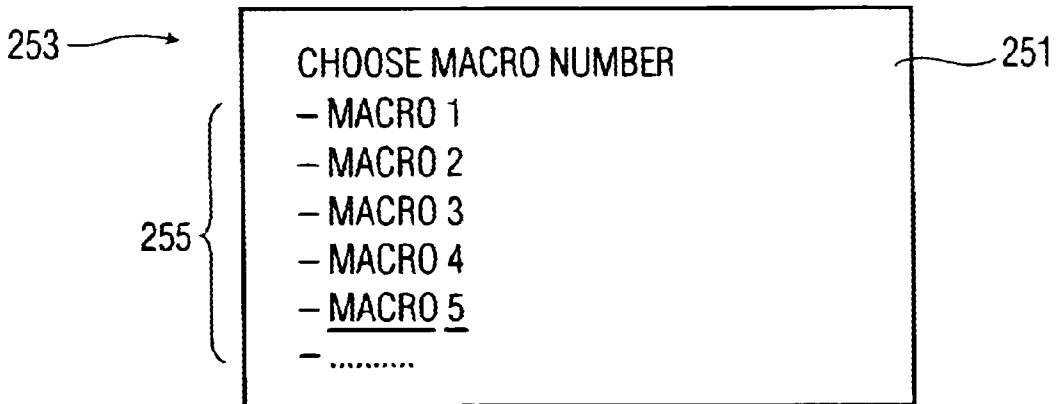 253
CHOOSE MACRO NUMBER
251
– MACRO 1
– MACRO 2
– MACRO 3
255
– MACRO 4
– MACRO 5
– ..........